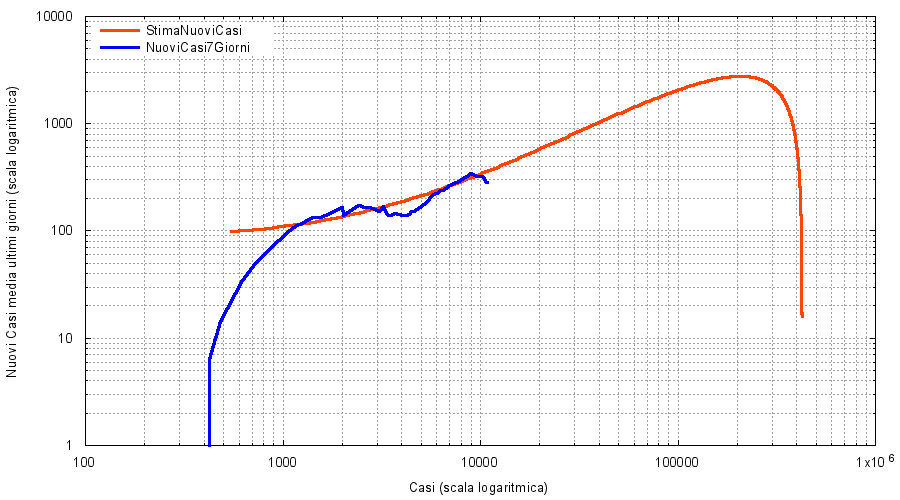 10000
1000
100
10
1
StimaNuoviCasi
NuoviCasi7Giorni
Nuovi Casi media ultimi giorni (scala logaritmica)
100 1000 10000 100000 1x10 6
Casi (scala logaritmica)